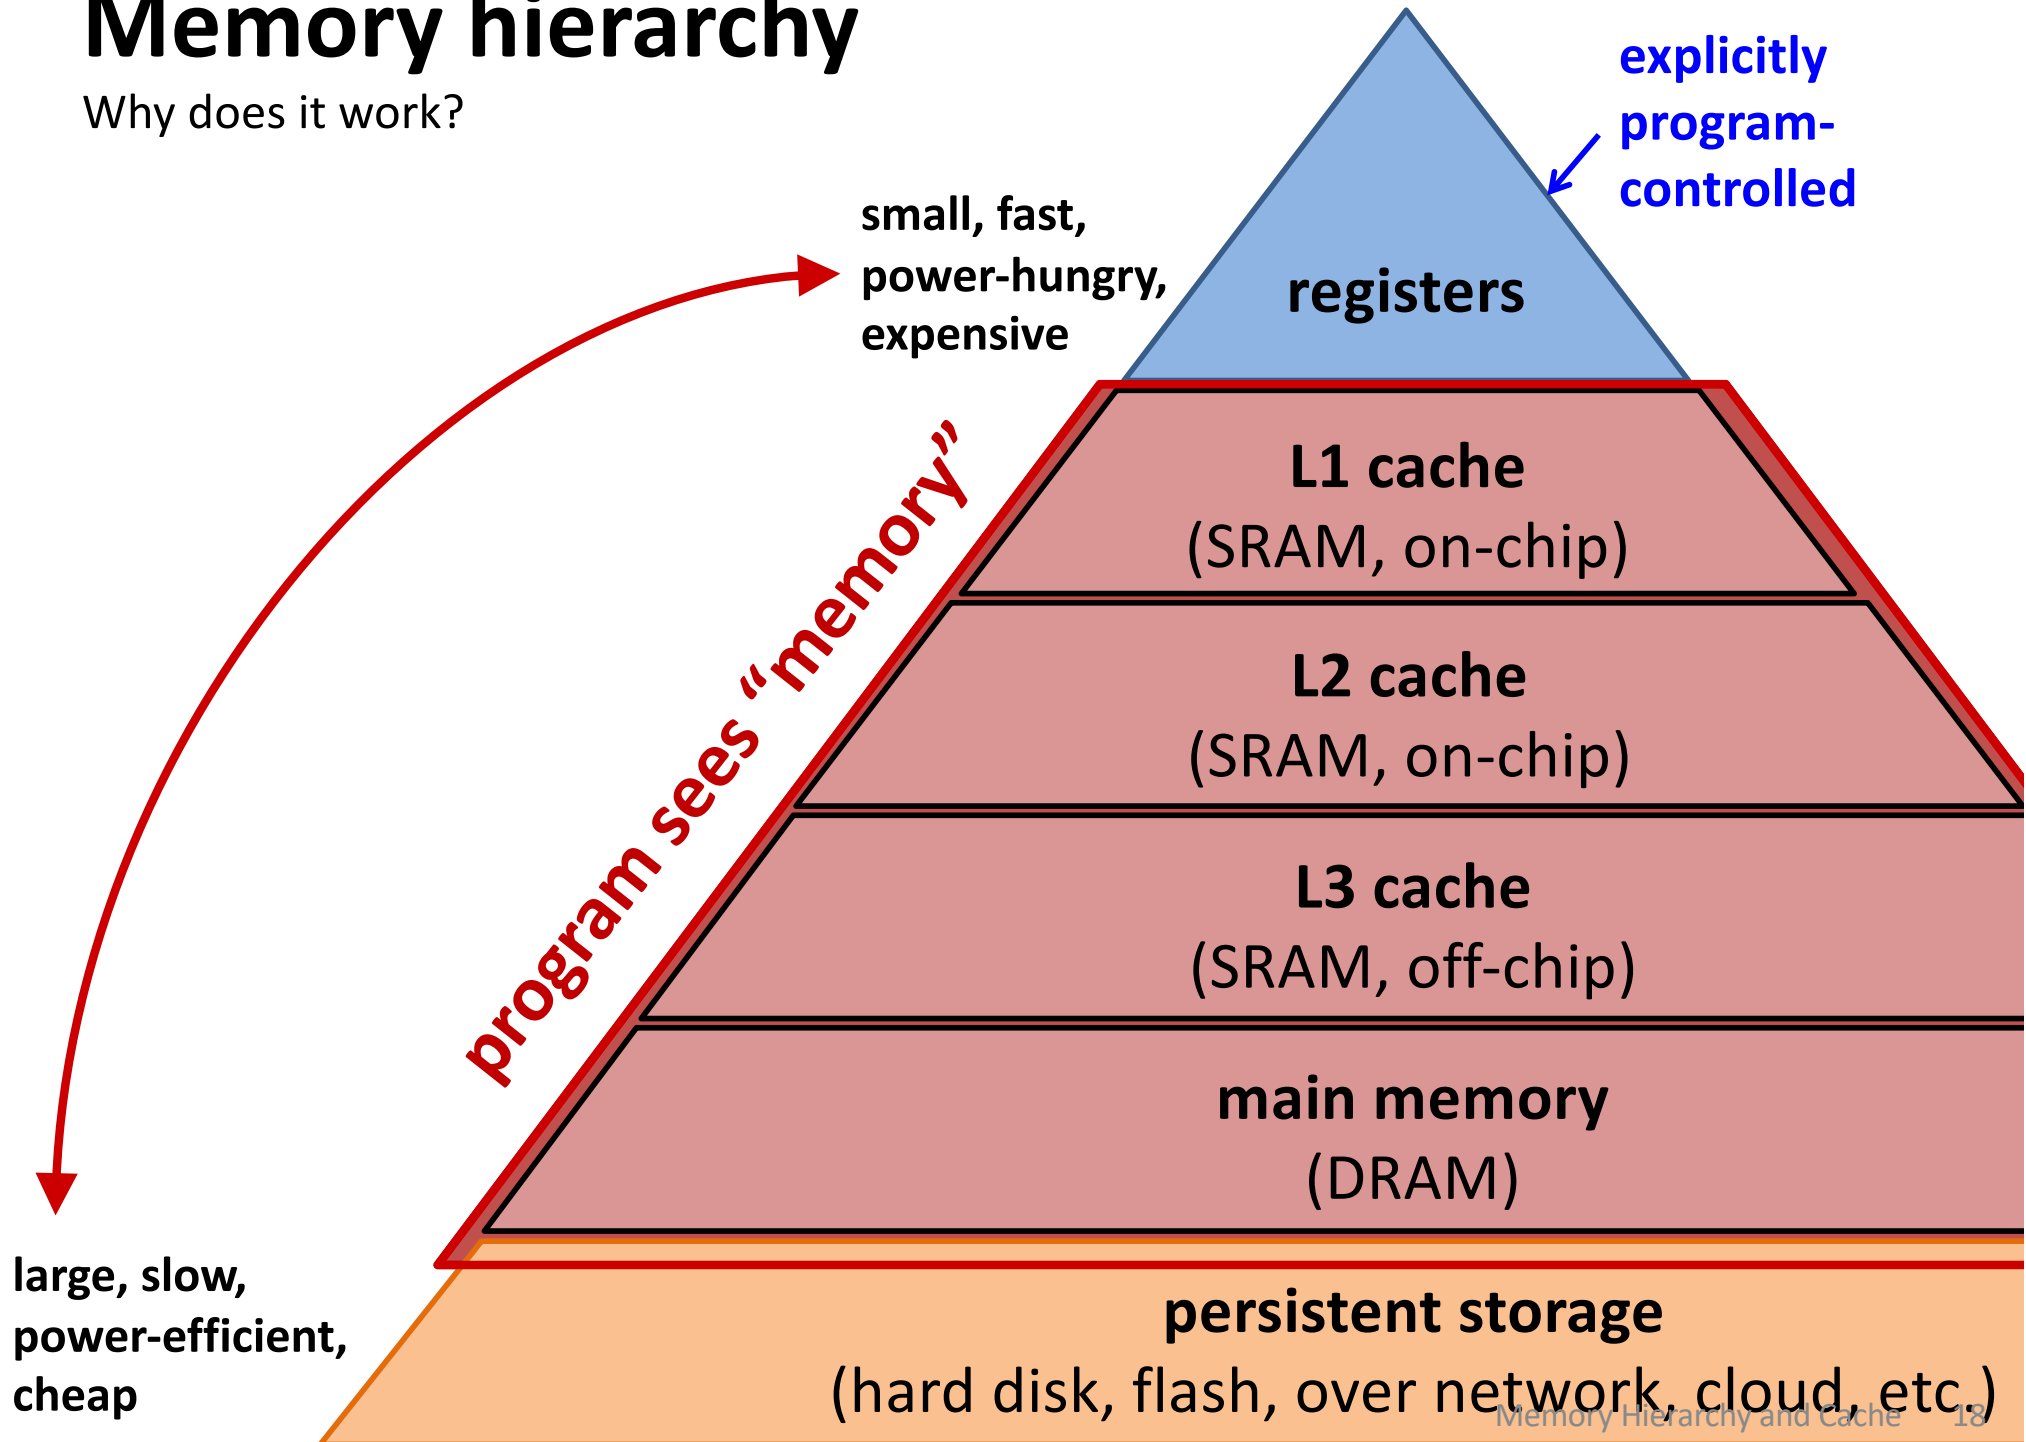 Memory hierarchy
Why does it work?
explicitly
program-
controlled
small, fast,
power-hungry,
expensive
registers
program sees “memory”
L1 cache
(SRAM, on-chip)
L2 cache
(SRAM, on-chip)
L3 cache
(SRAM, off-chip)
main memory
(DRAM)
large, slow,
power-efficient,
cheap
persistent storage
(hard disk, flash, over network, cloud, etc.)
Memory Hierarchy and Cache 18